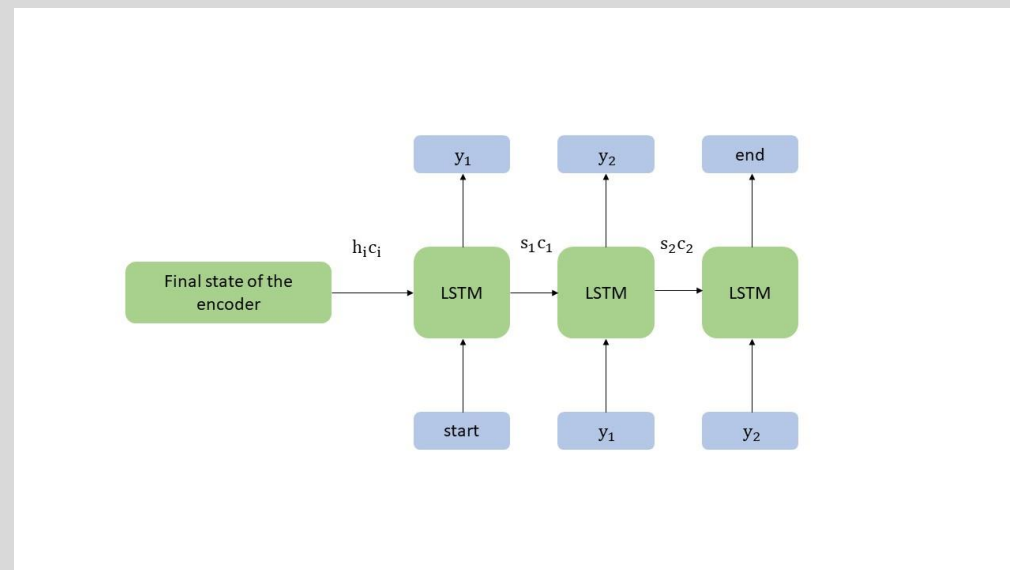 y₁
y₂
end
hᵢcᵢ
s₁c₁
s₂c₂
Final state of the
encoder
LSTM
LSTM
LSTM
start
y₁
y₂